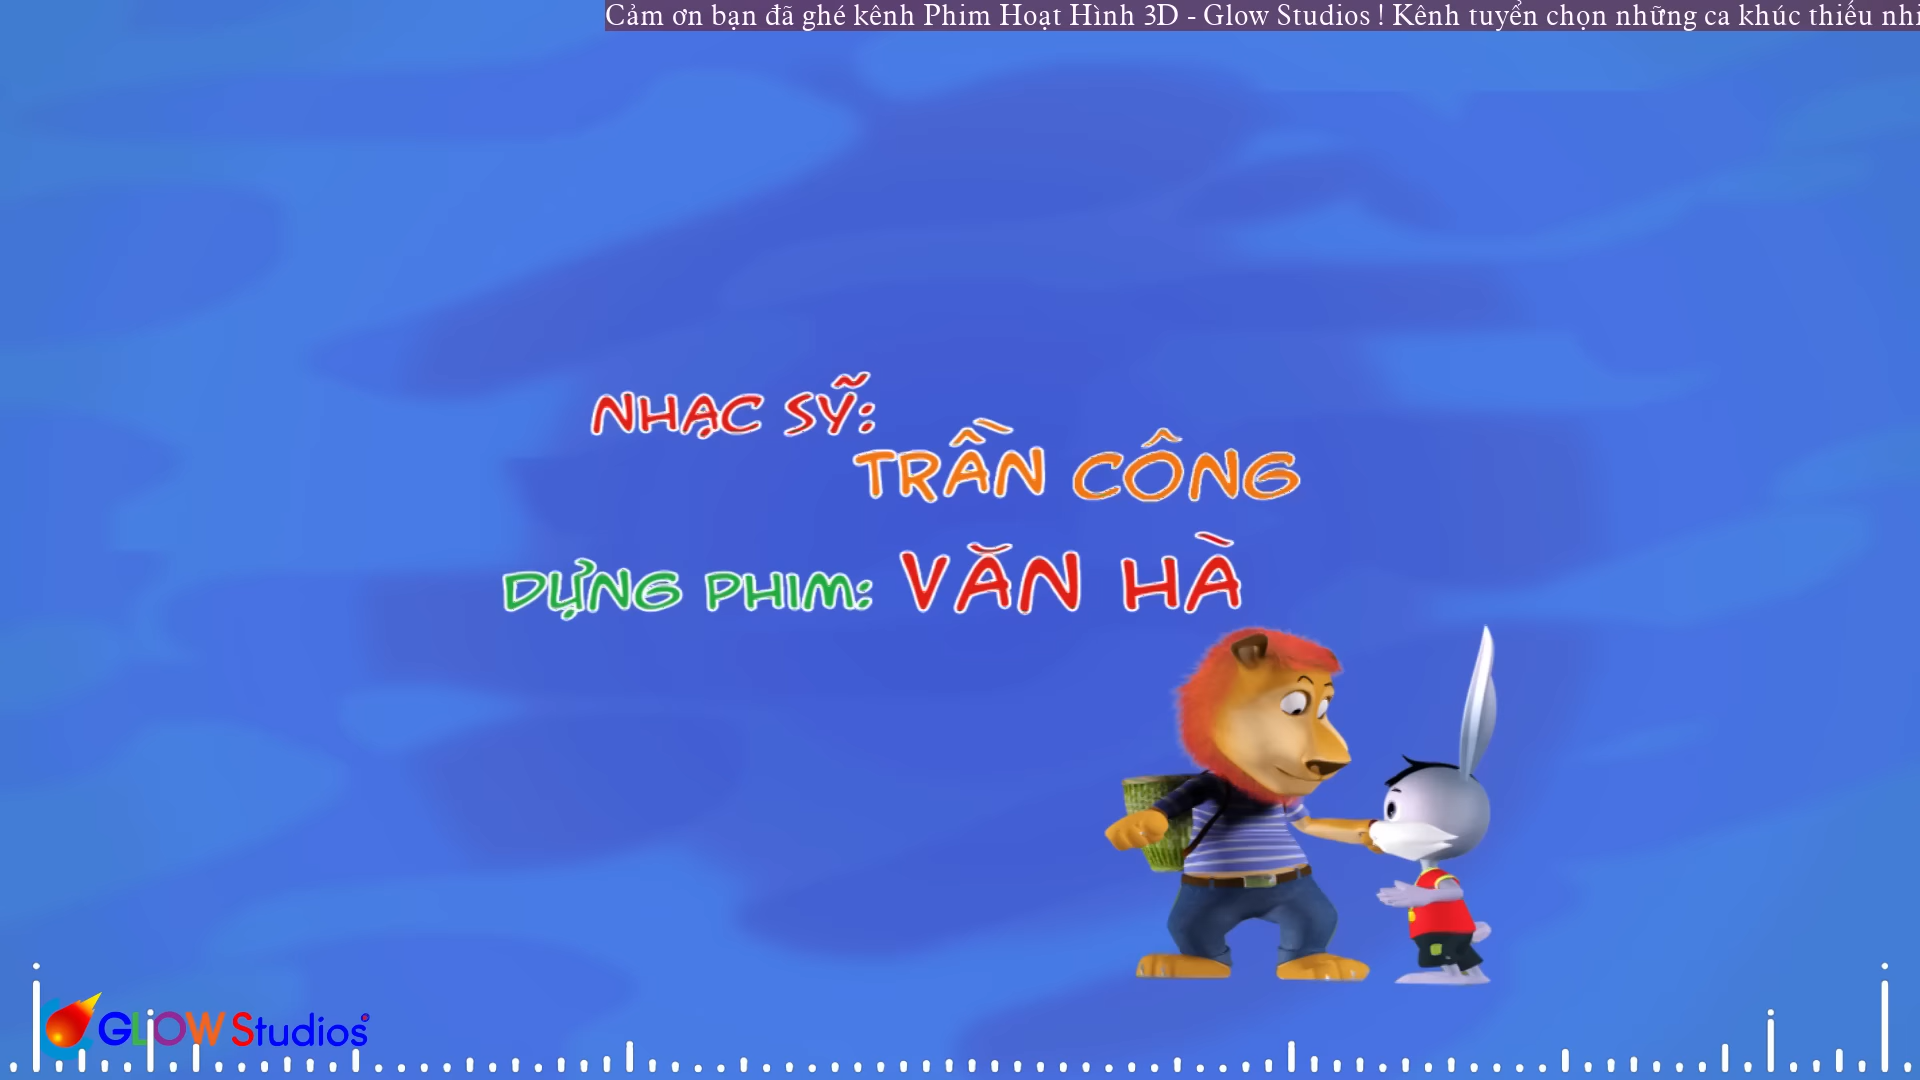 Cảm ơn bạn đã ghé kênh Phim Hoạt Hình 3D - Glow Studios ! Kênh tuyển chọn những ca khúc thiếu nhi
NHẠC SỸ:
TRẦN CÔNG
DỰNG PHIM: VĂN HÀ
GLOW Studios